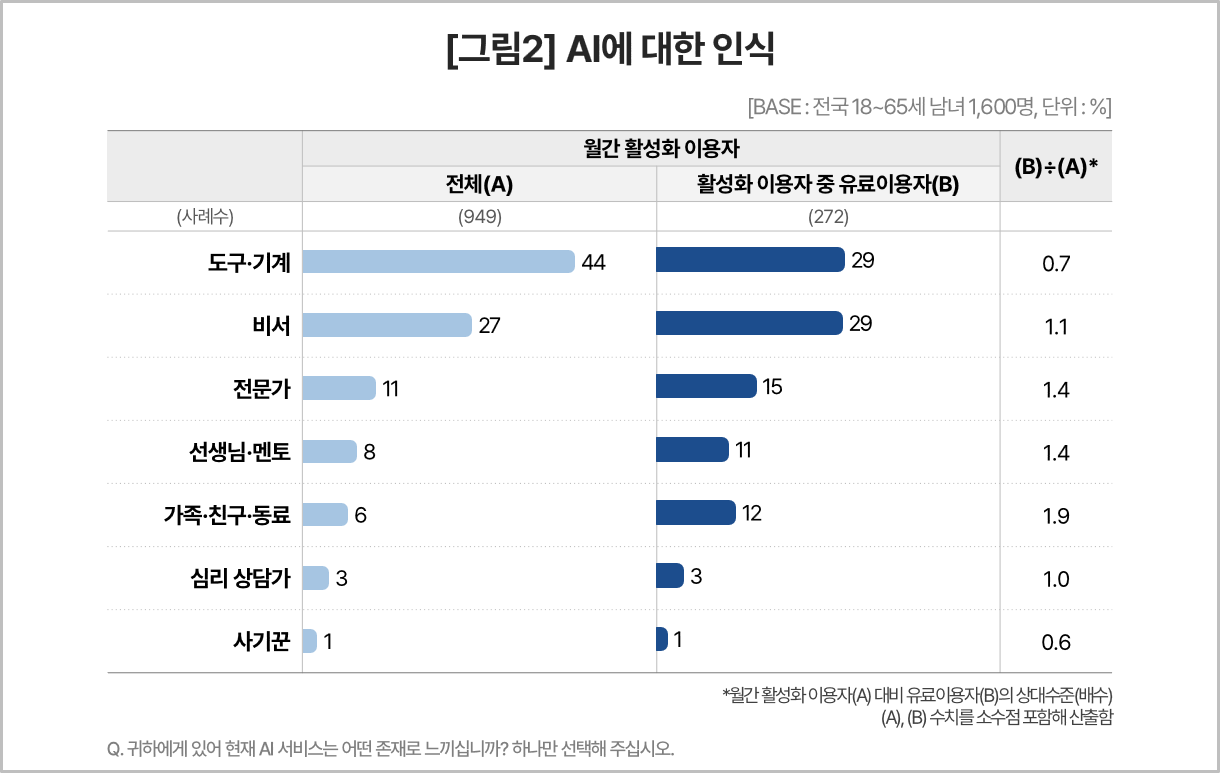 [그림2] AI에 대한 인식
[BASE : 전국 18~65세 남녀 1,600명, 단위 : %]
월간 활성화 이용자
(B)÷(A)*
전체(A)
활성화 이용자 중 유료이용자(B)
(사례수) (949) (272)
도구·기계 44 29 0.7
비서 27 29 1.1
전문가 11 15 1.4
선생님·멘토 8 11 1.4
가족·친구·동료 6 12 1.9
심리 상담가 3 3 1.0
사기꾼 1 1 0.6
*월간 활성화 이용자(A) 대비 유료이용자(B)의 상대수준(배수)
(A), (B) 수치를 소수점 포함해 산출함
Q. 귀하에게 있어 현재 AI 서비스는 어떤 존재로 느끼십니까? 하나만 선택해 주십시오.